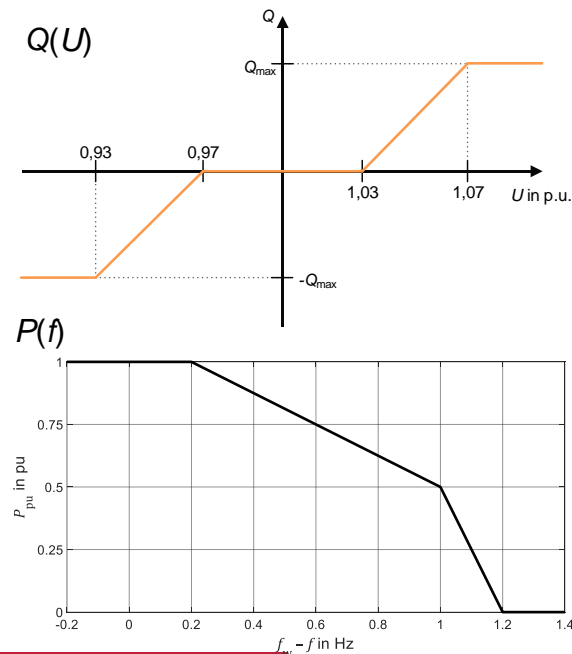 Q(U)
Q
Qmax
0,93
0,97
1,03
1,07
U in p.u.
-Qmax
P(f)
1
0.75
0.5
0.25
0
Ppu in pu
-0.2 0 0.2 0.4 0.6 0.8 1 1.2 1.4
f – f in Hz